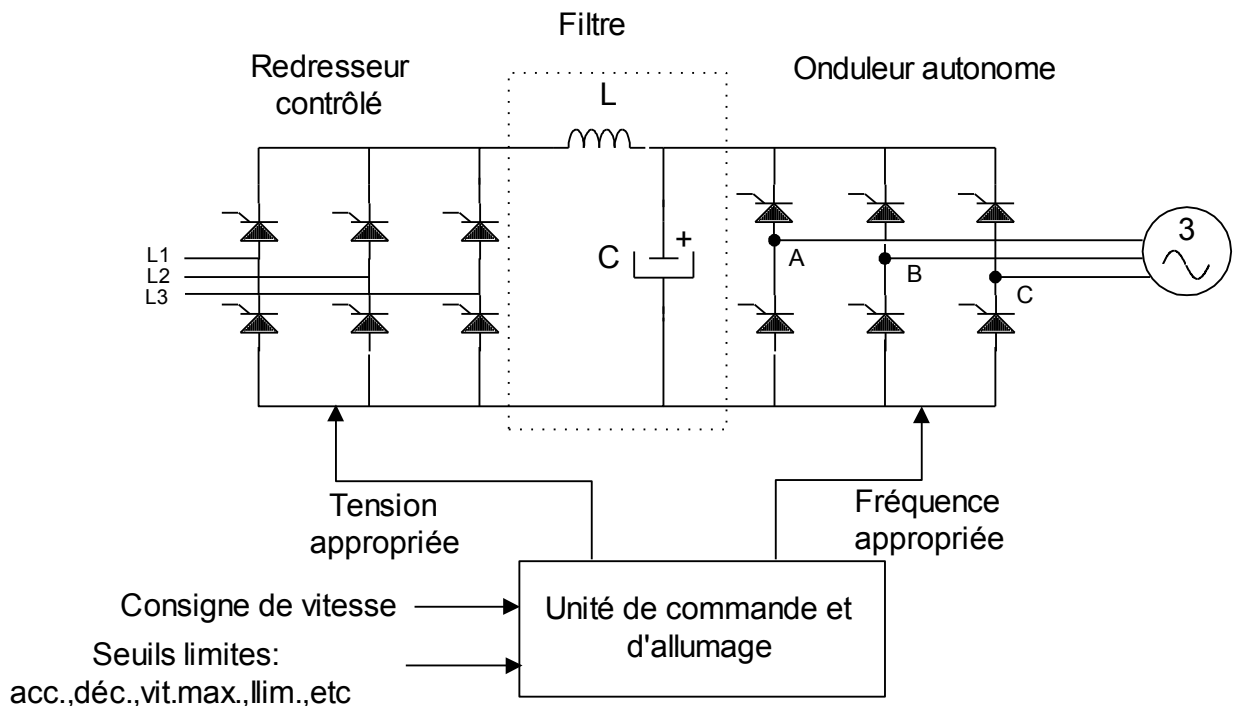 Filtre
Redresseur
contrôlé
Onduleur autonome
L
C
+
L1
L2
L3
A
B
C
3
Tension
appropriée
Fréquence
appropriée
Consigne de vitesse
Unité de commande et
d'allumage
Seuils limites:
acc.,déc.,vit.max.,Ilim.,etc